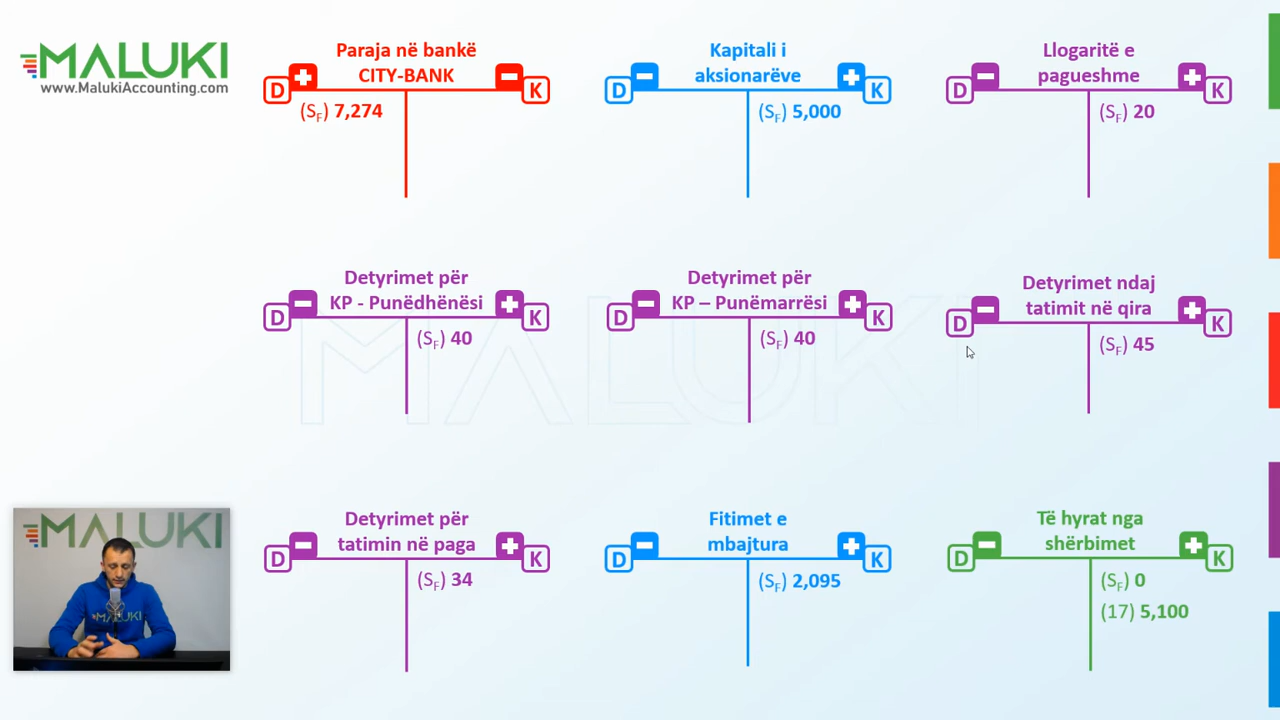 MALUKI
www.MalukiAccounting.com
Paraja në bankë
CITY-BANK
D + − K
(SF) 7,274
Kapitali i
aksionarëve
D − + K
(SF) 5,000
Llogaritë e
pagueshme
D − + K
(SF) 20
Detyrimet për
KP - Punëdhënësi
D − + K
(SF) 40
Detyrimet për
KP – Punëmarrësi
D − + K
(SF) 40
Detyrimet ndaj
tatimit në qira
D − + K
(SF) 45
MALUKI
Detyrimet për
tatimin në paga
D − + K
(SF) 34
Fitimet e
mbajtura
D − + K
(SF) 2,095
Të hyrat nga
shërbimet
D − + K
(SF) 0
(17) 5,100
MALUKI
MALUKI